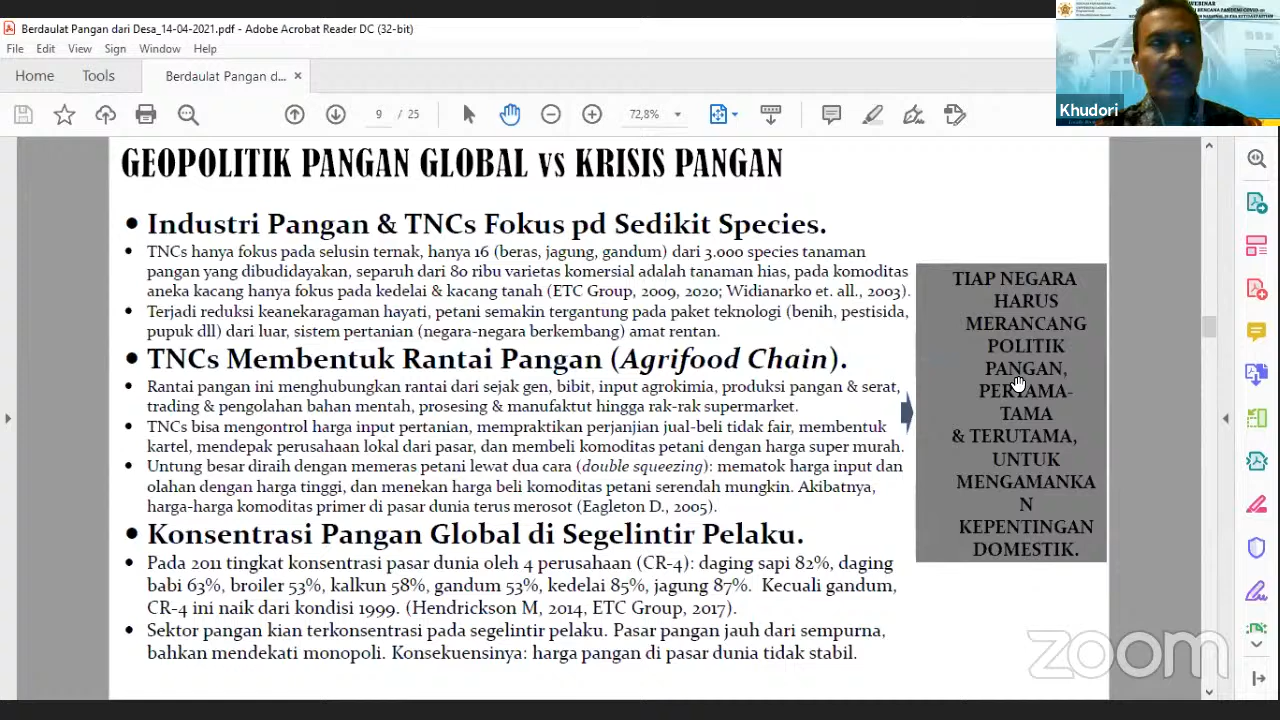 Berdaulat Pangan dari Desa_14-04-2021.pdf - Adobe Acrobat Reader DC (32-bit)
File Edit View Sign Window Help
Home Tools Berdaulat Pangan d... ×
9 / 25 72,8%
WEBINAR
Khudori
GEOPOLITIK PANGAN GLOBAL vs KRISIS PANGAN
• Industri Pangan & TNCs Fokus pd Sedikit Species.
• TNCs hanya fokus pada selusin ternak, hanya 16 (beras, jagung, gandum) dari 3.000 species tanaman
pangan yang dibudidayakan, separuh dari 80 ribu varietas komersial adalah tanaman hias, pada komoditas
aneka kacang hanya fokus pada kedelai & kacang tanah (ETC Group, 2009, 2020; Widianarko et. all., 2003).
• Terjadi reduksi keanekaragaman hayati, petani semakin tergantung pada paket teknologi (benih, pestisida,
pupuk dll) dari luar, sistem pertanian (negara-negara berkembang) amat rentan.
• TNCs Membentuk Rantai Pangan (Agrifood Chain).
• Rantai pangan ini menghubungkan rantai dari sejak gen, bibit, input agrokimia, produksi pangan & serat,
trading & pengolahan bahan mentah, prosesing & manufaktut hingga rak-rak supermarket.
• TNCs bisa mengontrol harga input pertanian, memptaktikan perjanjian jual-beli tidak fair, membentuk
kartel, mendepak perusahaan lokal dari pasar, dan membeli komoditas petani dengan harga super murah.
• Untung besar diraih dengan memeras petani lewat dua cara (double squeezing): mematok harga input dan
olahan dengan harga tinggi, dan menekan harga beli komoditas petani serendah mungkin. Akibatnya,
harga-harga komoditas primer di pasar dunia terus merosot (Eagleton D., 2005).
• Konsentrasi Pangan Global di Segelintir Pelaku.
• Pada 2011 tingkat konsentrasi pasar dunia oleh 4 perusahaan (CR-4): daging sapi 82%, daging
babi 63%, broiler 53%, kalkun 58%, gandum 53%, kedelai 85%, jagung 87%. Kecuali gandum,
CR-4 ini naik dari kondisi 1999. (Hendrickson M, 2014, ETC Group, 2017).
• Sektor pangan kian terkonsentrasi pada segelintir pelaku. Pasar pangan jauh dari sempurna,
bahkan mendekati monopoli. Konsekuensinya: harga pangan di pasar dunia tidak stabil.
TIAP NEGARA
HARUS
MERANCANG
POLITIK
PANGAN,
PERTAMA-
TAMA
& TERUTAMA,
UNTUK
MENGAMANKA
N
KEPENTINGAN
DOMESTIK.
zoom